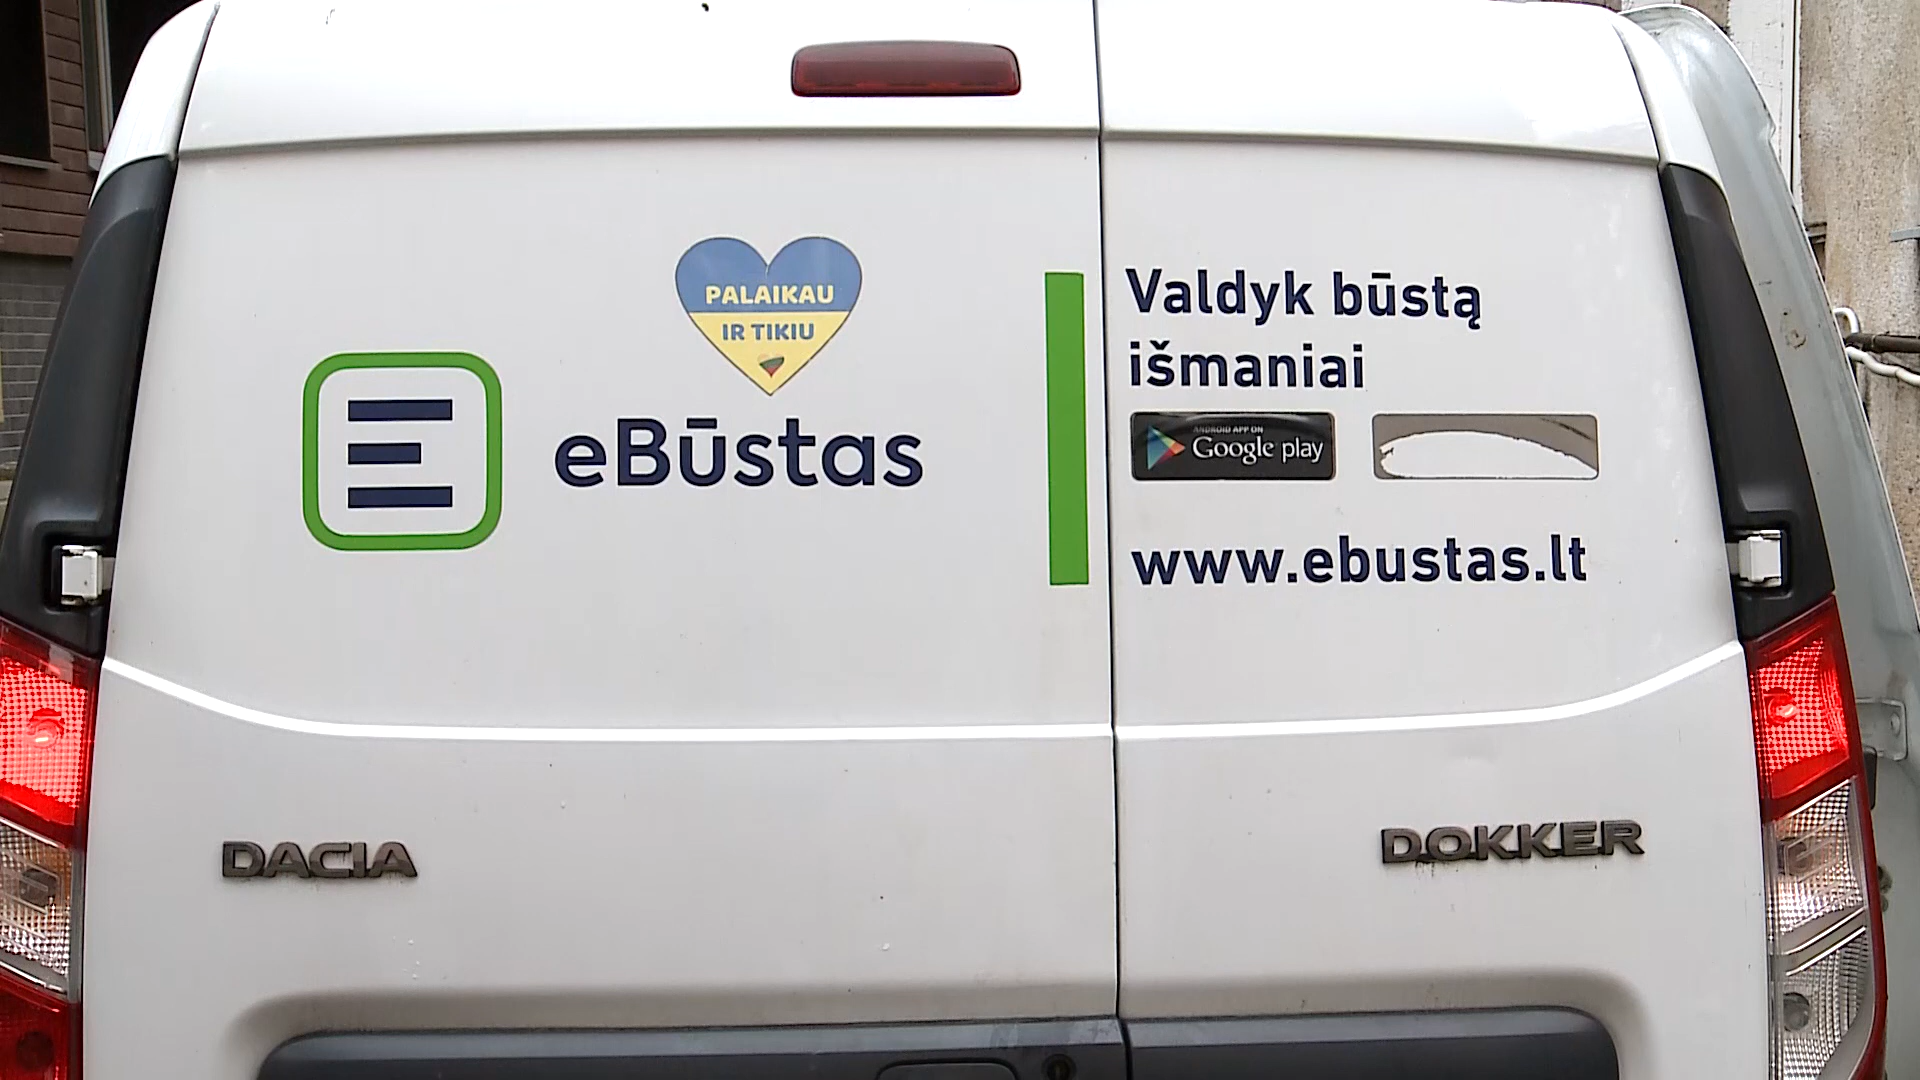 PALAIKAU
IR TIKIU
eBūstas
Valdyk būstą
išmaniai
ANDROID APP ON
Google play
www.ebustas.lt
DACIA
DOKKER